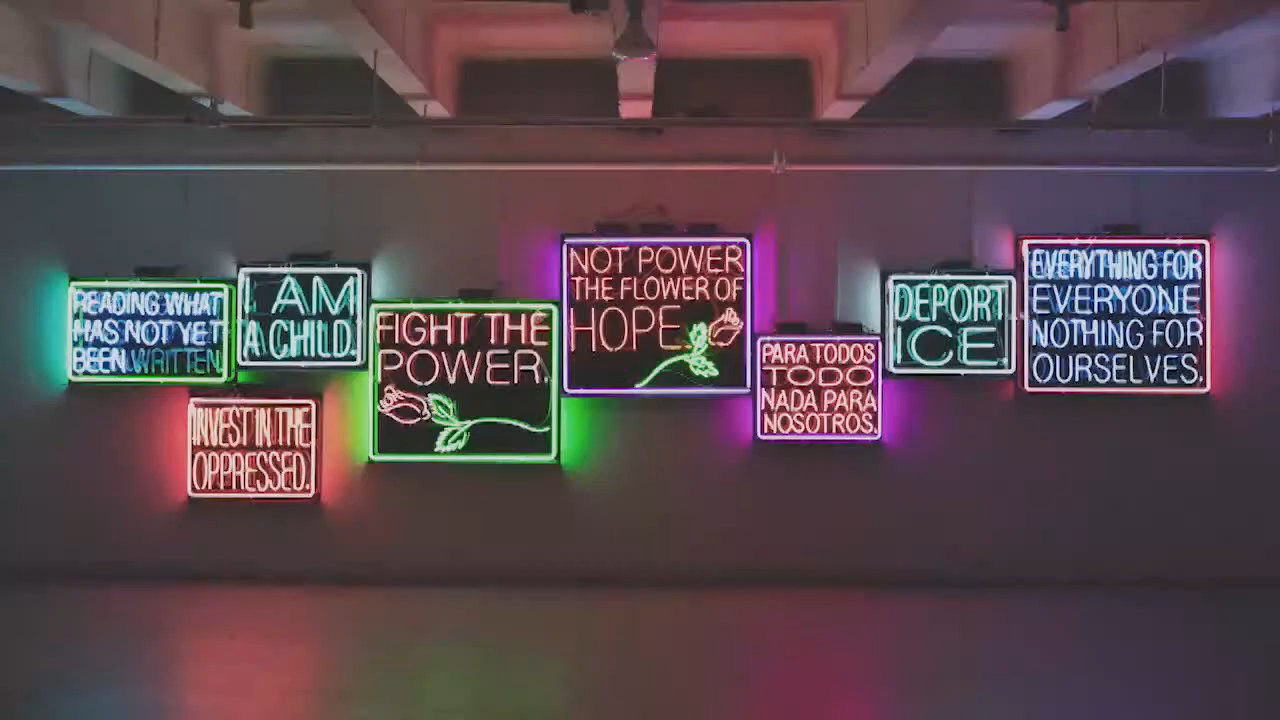 READING WHAT
HAS NOT YET
BEEN WRITTEN
INVEST IN THE
OPPRESSED.
I AM
A CHILD.
FIGHT THE
POWER.
NOT POWER
THE FLOWER OF
HOPE
PARA TODOS
TODO
NADA PARA
NOSOTROS.
DEPORT
ICE
EVERYTHING FOR
EVERYONE
NOTHING FOR
OURSELVES.